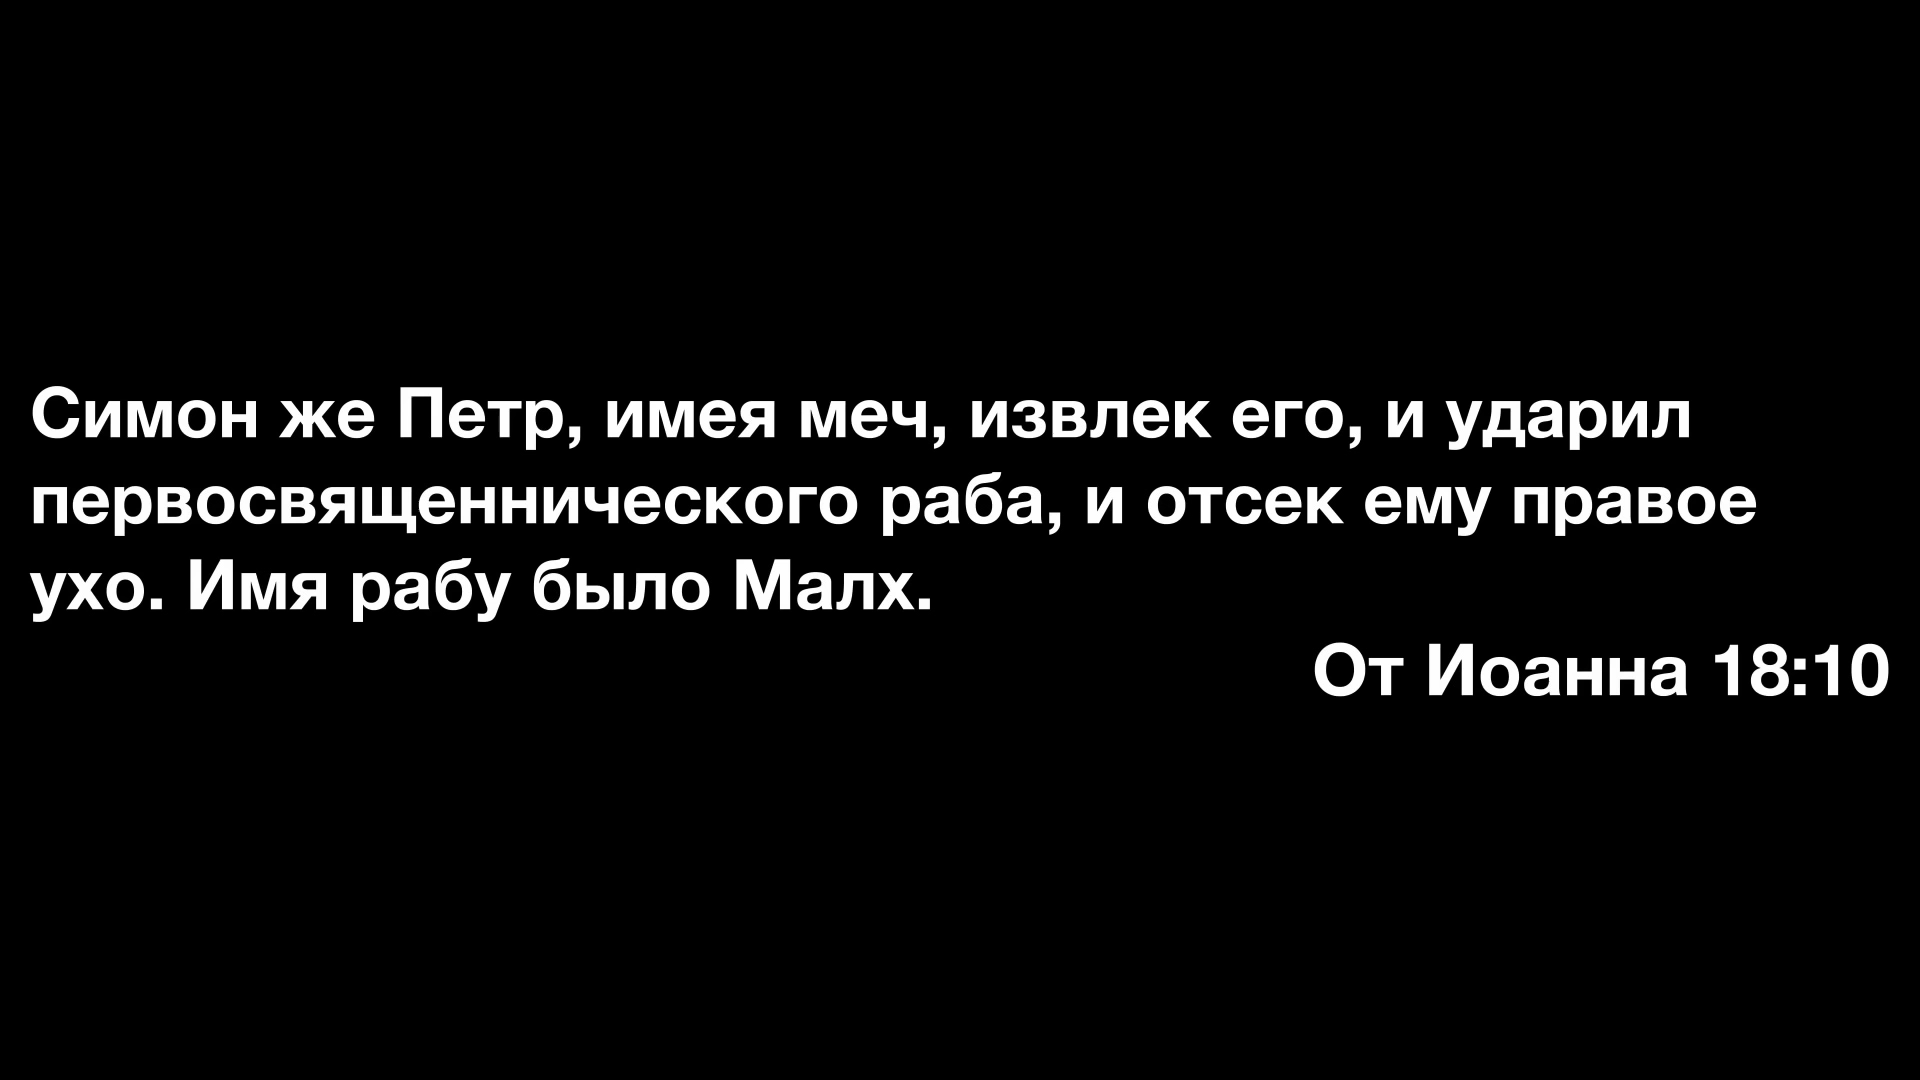 Симон же Петр, имея меч, извлек его, и ударил
первосвященнического раба, и отсек ему правое
ухо. Имя рабу было Малх.
От Иоанна 18:10